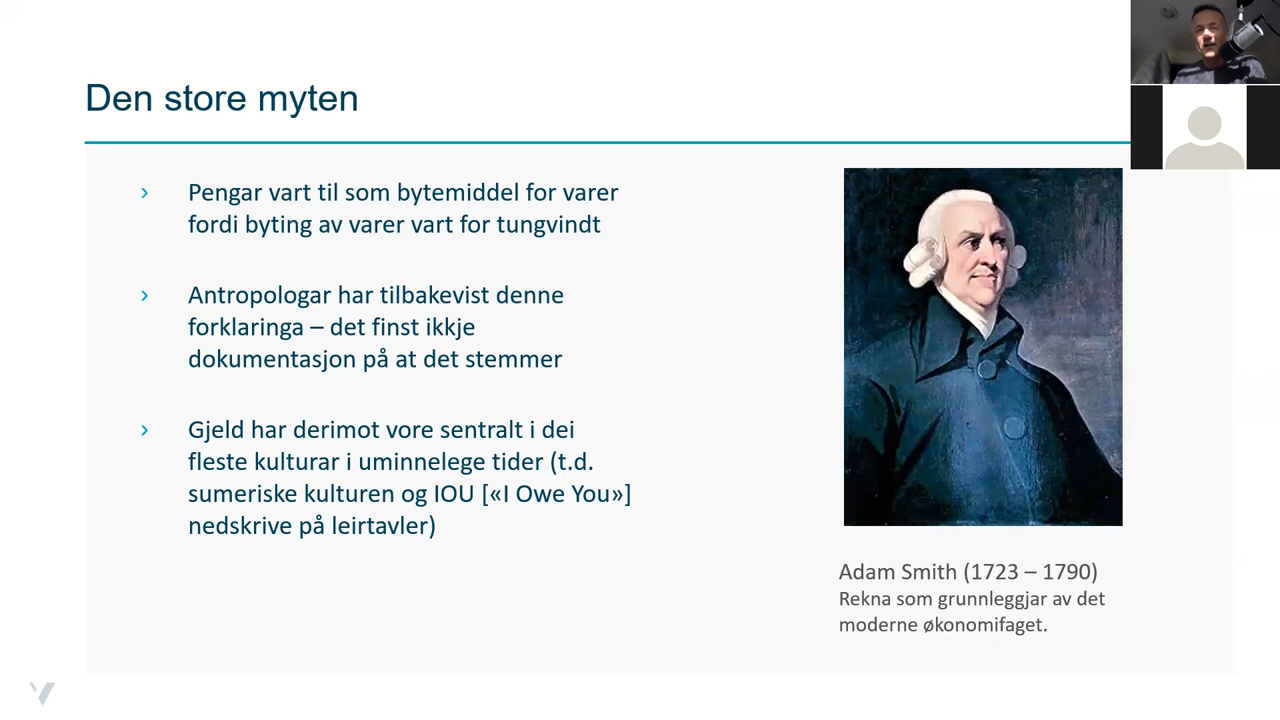 Den store myten
› Pengar vart til som bytemiddel for varer
fordi byting av varer vart for tungvindt
› Antropologar har tilbakevist denne
forklaringa – det finst ikkje
dokumentasjon på at det stemmer
› Gjeld har derimot vore sentralt i dei
fleste kulturar i uminnelege tider (t.d.
sumeriske kulturen og IOU [«I Owe You»]
nedskrive på leirtavler)
Adam Smith (1723 – 1790)
Rekna som grunnleggjar av det
moderne økonomifaget.